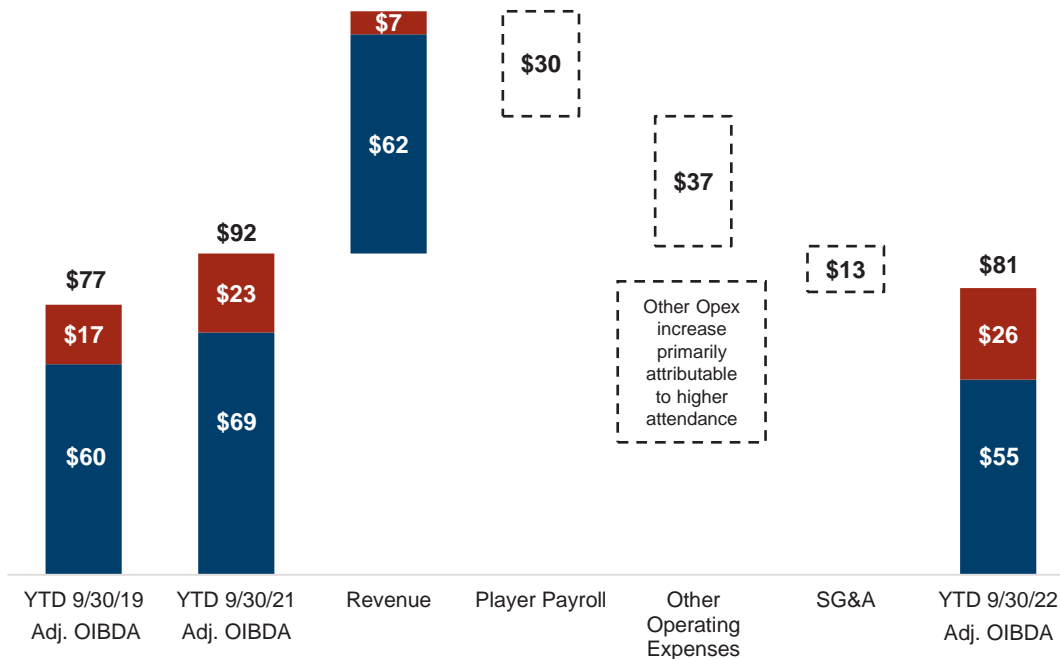 $77
$17
$60
$92
$23
$69
$7
$62
$30
$37
Other Opex
increase
primarily
attributable
to higher
attendance
$13
$81
$26
$55
YTD 9/30/19
Adj. OIBDA
YTD 9/30/21
Adj. OIBDA
Revenue
Player Payroll
Other
Operating
Expenses
SG&A
YTD 9/30/22
Adj. OIBDA